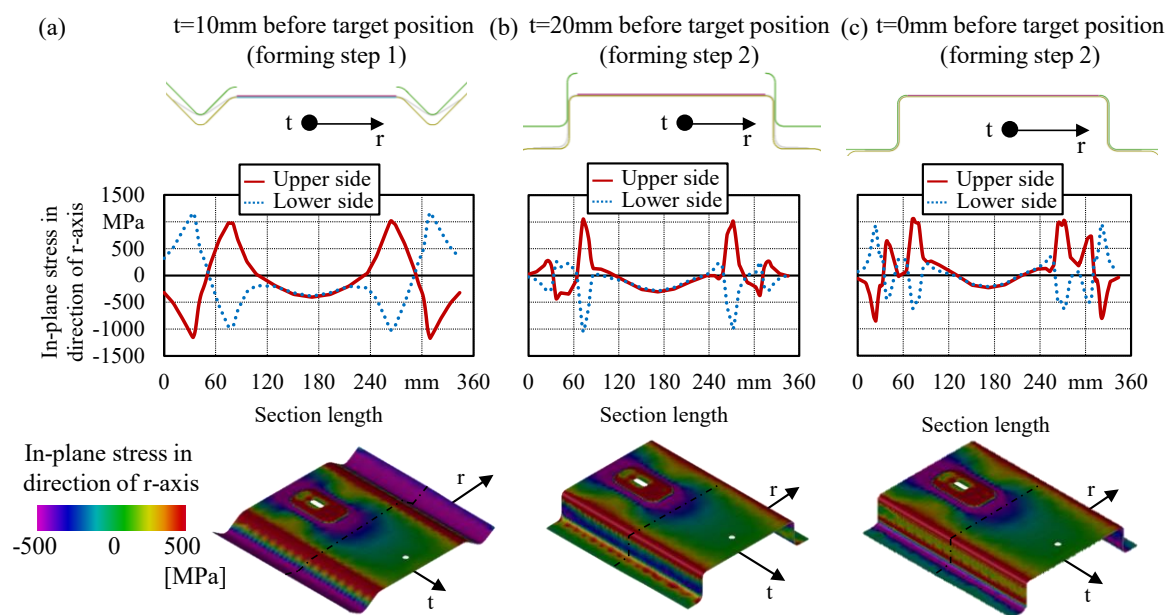 (a)
t=10mm before target position
(forming step 1)
(b)
t=20mm before target position
(forming step 2)
(c)
t=0mm before target position
(forming step 2)
t
r
t
r
t
r
In-plane stress in
direction of r-axis
1500
MPa
500
0
-500
-1000
-1500
Upper side
Lower side
0 60 120 180 240 mm 360
Section length
Upper side
Lower side
0 60 120 180 240 mm 360
Section length
Upper side
Lower side
0 60 120 180 240 mm 360
Section length
In-plane stress in
direction of r-axis
-500 0 500
[MPa]
r
t
r
t
r
t